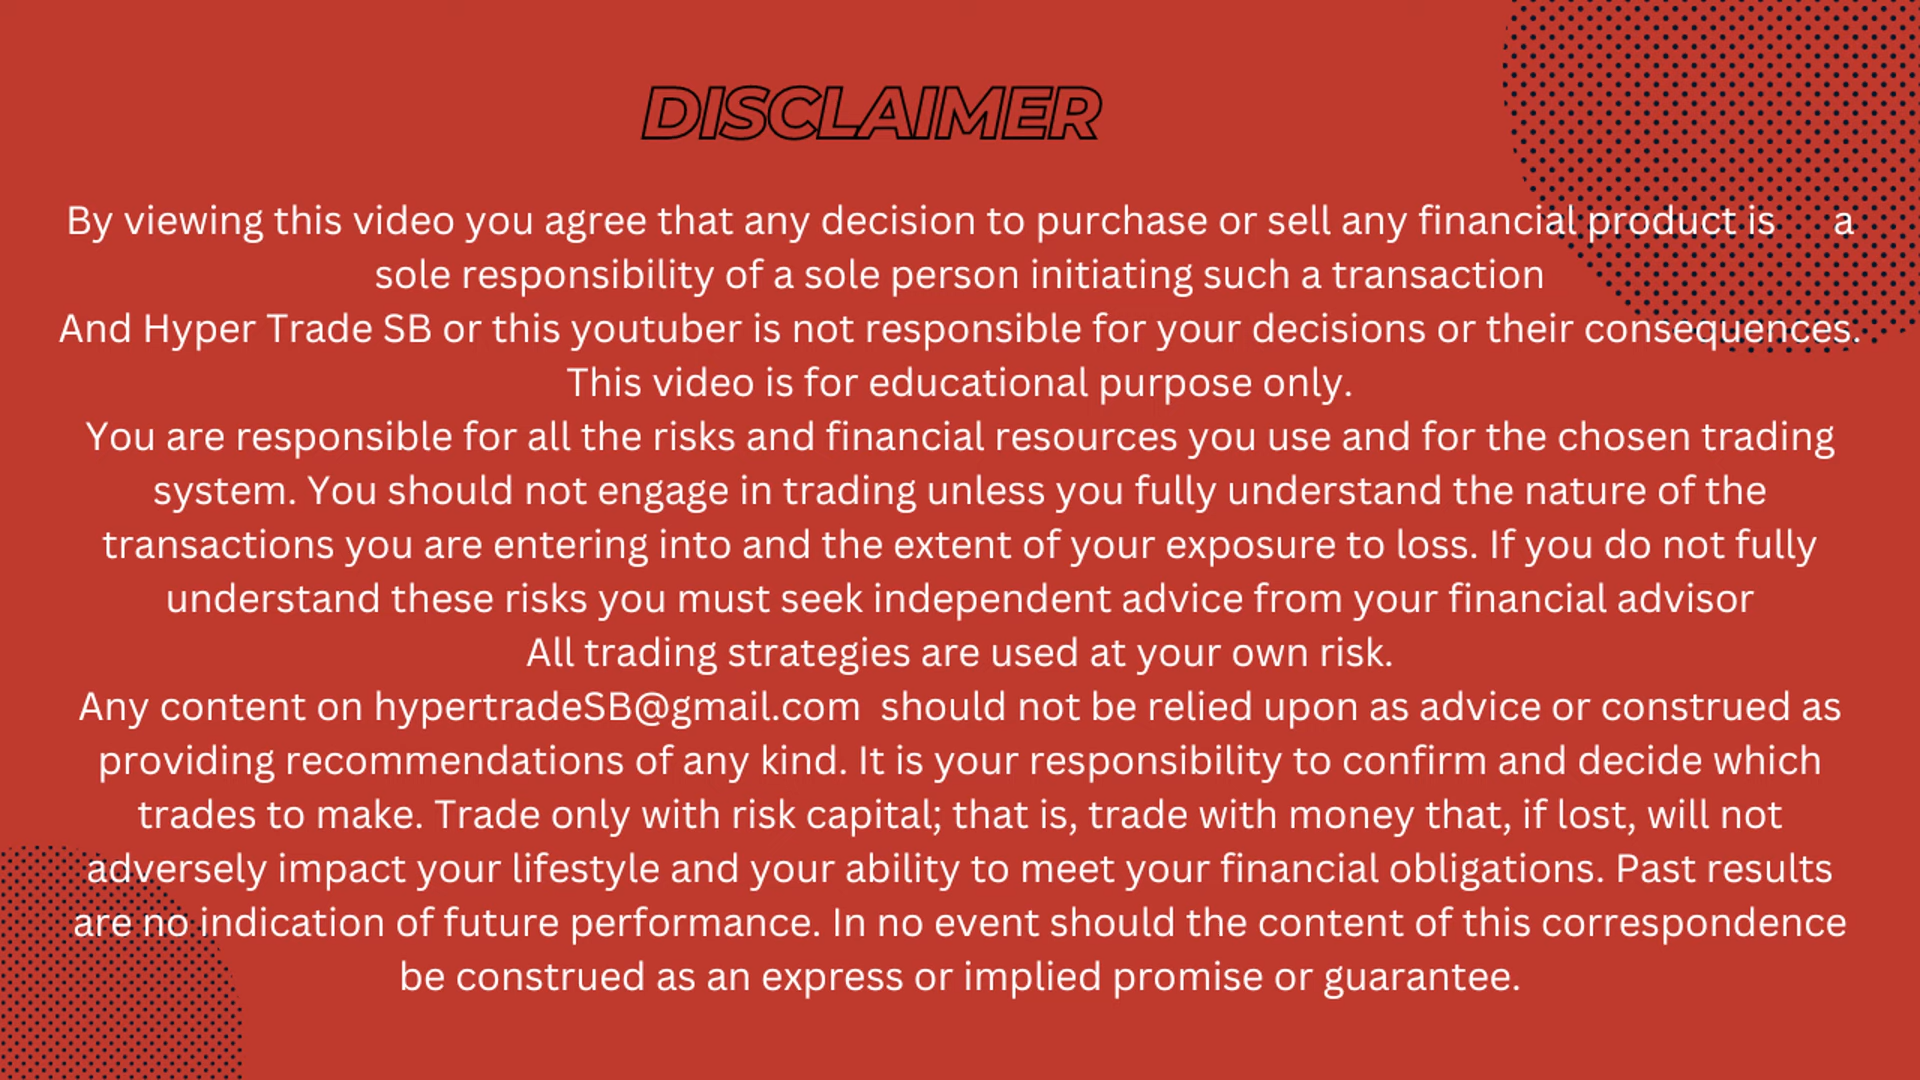 DISCLAIMER
By viewing this video you agree that any decision to purchase or sell any financial product is a
sole responsibility of a sole person initiating such a transaction
And Hyper Trade SB or this youtuber is not responsible for your decisions or their consequences.
This video is for educational purpose only.
You are responsible for all the risks and financial resources you use and for the chosen trading
system. You should not engage in trading unless you fully understand the nature of the
transactions you are entering into and the extent of your exposure to loss. If you do not fully
understand these risks you must seek independent advice from your financial advisor
All trading strategies are used at your own risk.
Any content on hypertradeSB@gmail.com should not be relied upon as advice or construed as
providing recommendations of any kind. It is your responsibility to confirm and decide which
trades to make. Trade only with risk capital; that is, trade with money that, if lost, will not
adversely impact your lifestyle and your ability to meet your financial obligations. Past results
are no indication of future performance. In no event should the content of this correspondence
be construed as an express or implied promise or guarantee.